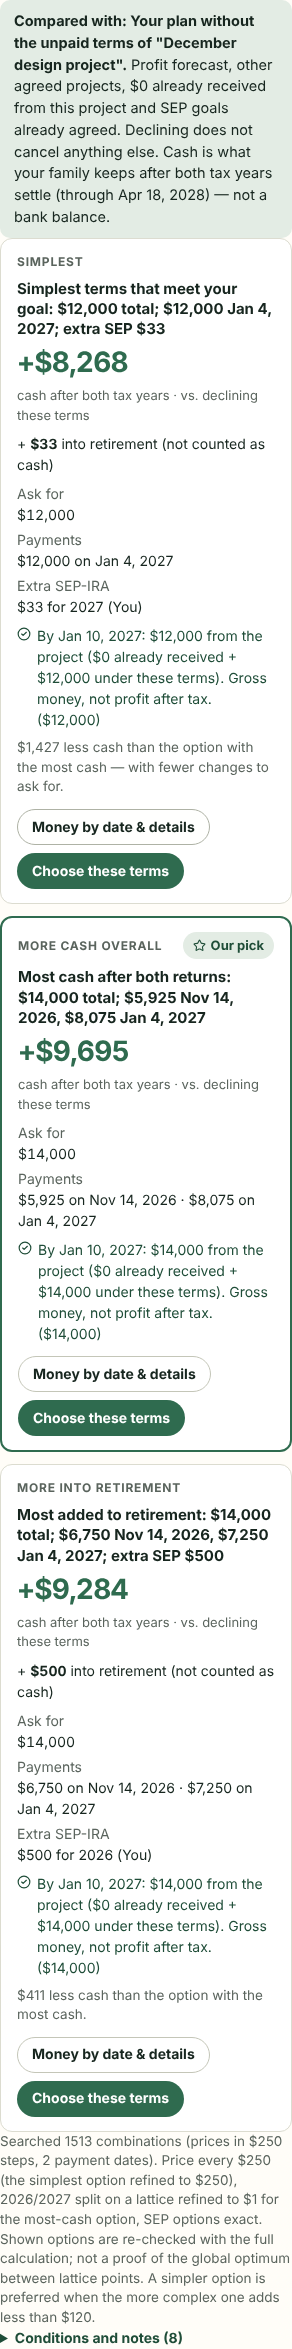 Compared with: Your plan without
the unpaid terms of "December
design project". Profit forecast, other
agreed projects, $0 already received
from this project and SEP goals
already agreed. Declining does not
cancel anything else. Cash is what
your family keeps after both tax years
settle (through Apr 18, 2028) — not a
bank balance.
SIMPLEST
Simplest terms that meet your
goal: $12,000 total; $12,000 Jan 4,
2027; extra SEP $33
+$8,268
cash after both tax years · vs. declining
these terms
+ $33 into retirement (not counted as
cash)
Ask for
$12,000
Payments
$12,000 on Jan 4, 2027
Extra SEP-IRA
$33 for 2027 (You)
By Jan 10, 2027: $12,000 from the
project ($0 already received +
$12,000 under these terms). Gross
money, not profit after tax.
($12,000)
$1,427 less cash than the option with
the most cash — with fewer changes to
ask for.
Money by date & details
Choose these terms
MORE CASH OVERALL
Our pick
Most cash after both returns:
$14,000 total; $5,925 Nov 14,
2026, $8,075 Jan 4, 2027
+$9,695
cash after both tax years · vs. declining
these terms
Ask for
$14,000
Payments
$5,925 on Nov 14, 2026 · $8,075 on
Jan 4, 2027
By Jan 10, 2027: $14,000 from the
project ($0 already received +
$14,000 under these terms). Gross
money, not profit after tax.
($14,000)
Money by date & details
Choose these terms
MORE INTO RETIREMENT
Most added to retirement: $14,000
total; $6,750 Nov 14, 2026, $7,250
Jan 4, 2027; extra SEP $500
+$9,284
cash after both tax years · vs. declining
these terms
+ $500 into retirement (not counted as
cash)
Ask for
$14,000
Payments
$6,750 on Nov 14, 2026 · $7,250 on
Jan 4, 2027
Extra SEP-IRA
$500 for 2026 (You)
By Jan 10, 2027: $14,000 from the
project ($0 already received +
$14,000 under these terms). Gross
money, not profit after tax.
($14,000)
$411 less cash than the option with the
most cash.
Money by date & details
Choose these terms
Searched 1513 combinations (prices in $250
steps, 2 payment dates). Price every $250
(the simplest option refined to $250),
2026/2027 split on a lattice refined to $1 for
the most-cash option, SEP options exact.
Shown options are re-checked with the full
calculation; not a proof of the global optimum
between lattice points. A simpler option is
preferred when the more complex one adds
less than $120.
Conditions and notes (8)